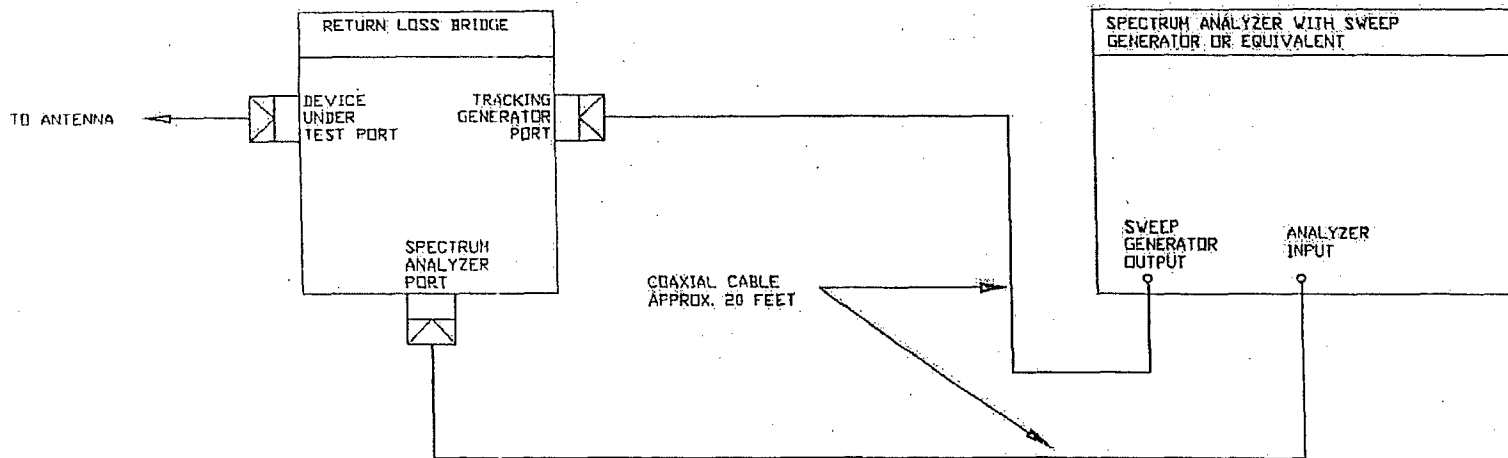 RETURN LOSS BRIDGE
SPECTRUM ANALYZER WITH SWEEP
GENERATOR OR EQUIVALENT
TO ANTENNA
DEVICE
UNDER
TEST PORT
TRACKING
GENERATOR
PORT
SPECTRUM
ANALYZER
PORT
COAXIAL CABLE
APPROX. 20 FEET
SWEEP
GENERATOR
OUTPUT
ANALYZER
INPUT